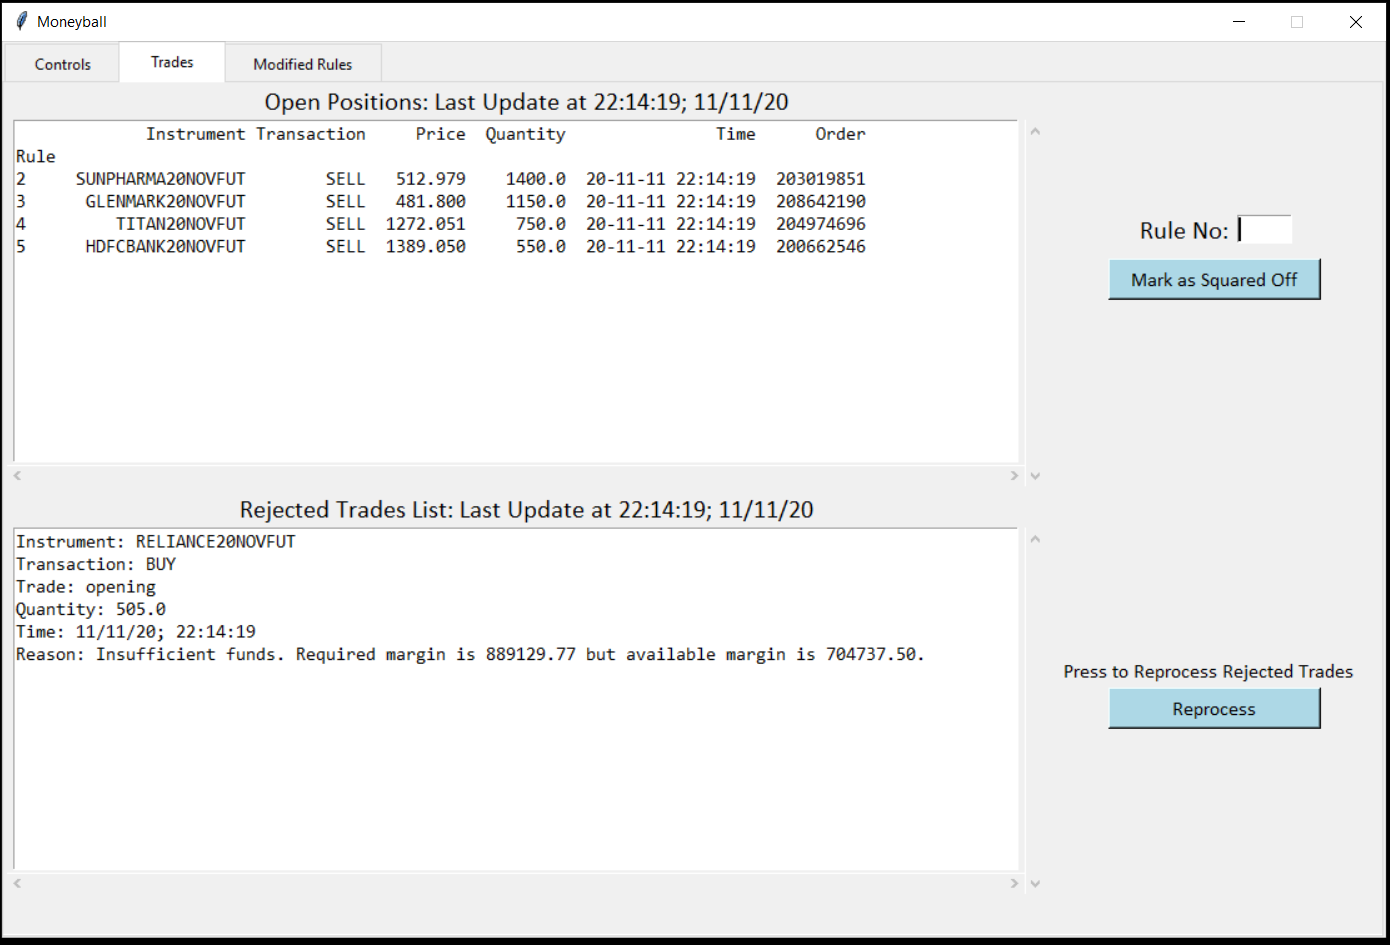 Moneyball
Controls Trades Modified Rules
Open Positions: Last Update at 22:14:19; 11/11/20
Instrument Transaction Price Quantity Time Order
Rule
2 SUNPHARMA20NOVFUT SELL 512.979 1400.0 20-11-11 22:14:19 203019851
3 GLENMARK20NOVFUT SELL 481.800 1150.0 20-11-11 22:14:19 208642190
4 TITAN20NOVFUT SELL 1272.051 750.0 20-11-11 22:14:19 204974696
5 HDFCBANK20NOVFUT SELL 1389.050 550.0 20-11-11 22:14:19 200662546
Rule No:
Mark as Squared Off
Rejected Trades List: Last Update at 22:14:19; 11/11/20
Instrument: RELIANCE20NOVFUT
Transaction: BUY
Trade: opening
Quantity: 505.0
Time: 11/11/20; 22:14:19
Reason: Insufficient funds. Required margin is 889129.77 but available margin is 704737.50.
Press to Reprocess Rejected Trades
Reprocess